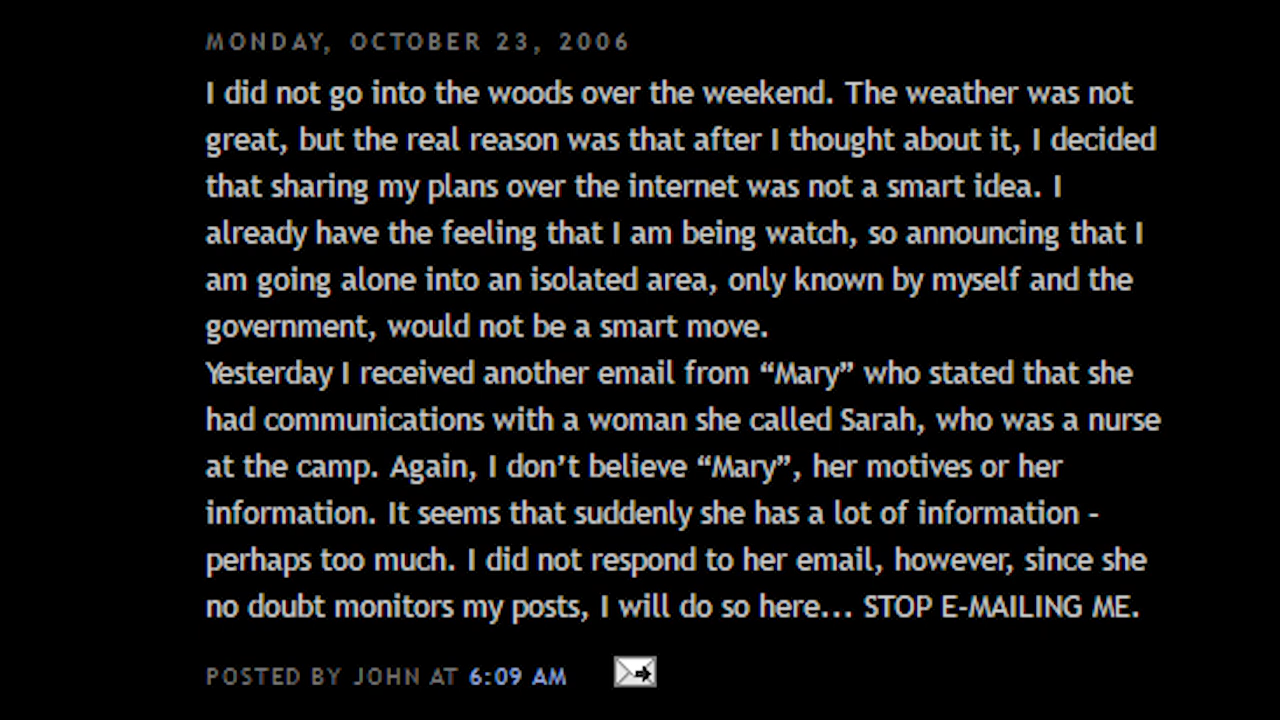 MONDAY, OCTOBER 23, 2006
I did not go into the woods over the weekend. The weather was not
great, but the real reason was that after I thought about it, I decided
that sharing my plans over the internet was not a smart idea. I
already have the feeling that I am being watch, so announcing that I
am going alone into an isolated area, only known by myself and the
government, would not be a smart move.
Yesterday I received another email from “Mary” who stated that she
had communications with a woman she called Sarah, who was a nurse
at the camp. Again, I don’t believe “Mary”, her motives or her
information. It seems that suddenly she has a lot of information –
perhaps too much. I did not respond to her email, however, since she
no doubt monitors my posts, I will do so here... STOP E-MAILING ME.
POSTED BY JOHN AT 6:09 AM